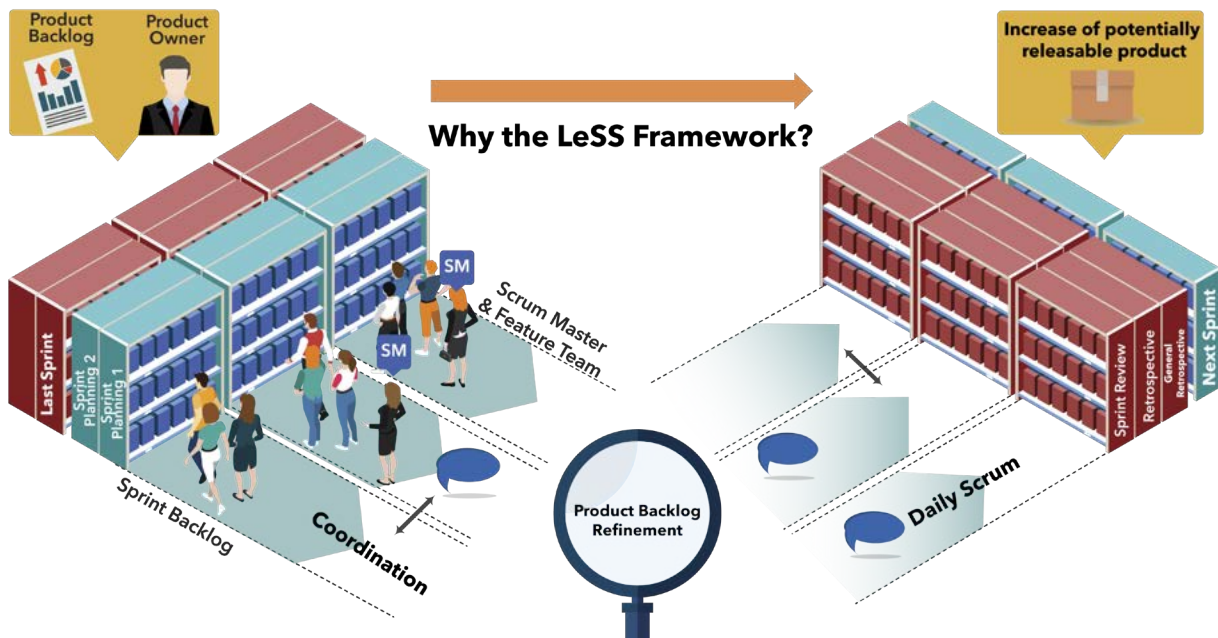 Product
Backlog
Product
Owner
Increase of potentially
releasable product
Why the LeSS Framework?
SM
SM
Scrum Master
& Feature Team
Last Sprint
Sprint
Planning 2
Sprint
Planning 1
Sprint Backlog
Coordination
Product Backlog
Refinement
Daily Scrum
Sprint Review
Retrospective
General
Retrospective
Next Sprint